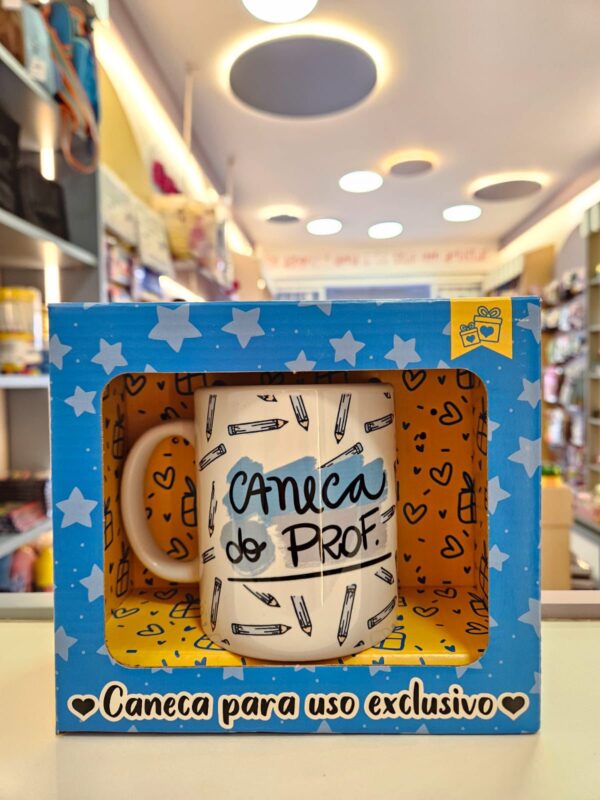 CANECA
do PROF.
Caneca para uso exclusivo